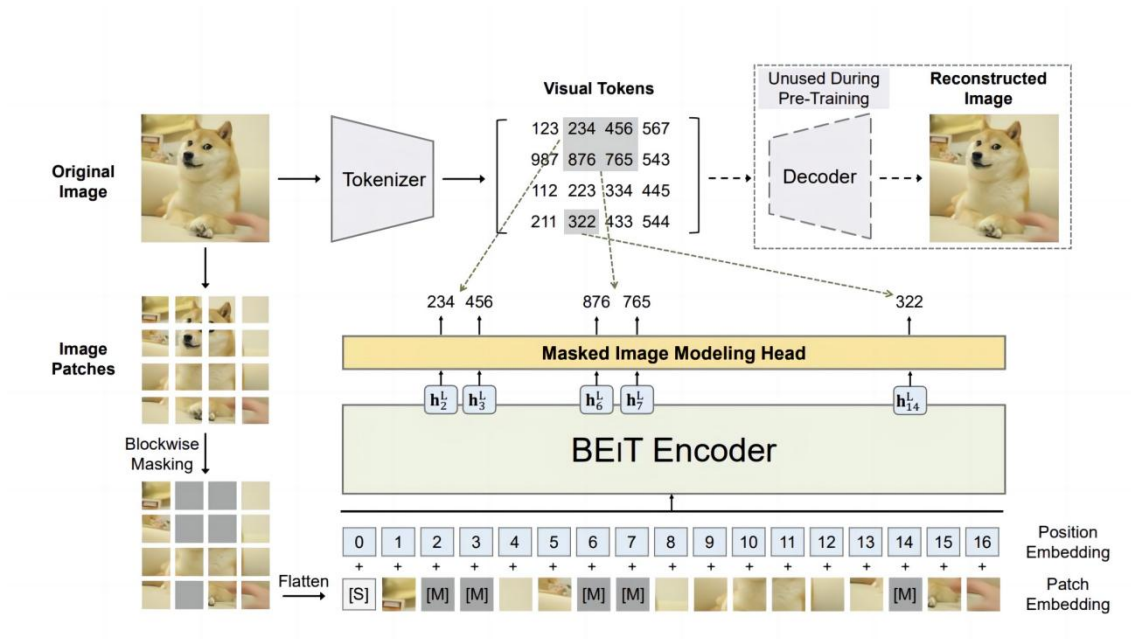 Unused During
Pre-Training
Reconstructed
Image
Visual Tokens
Original
Image
Tokenizer
123 234 456 567
987 876 765 543
112 223 334 445
211 322 433 544
Decoder
234 456 876 765 322
Image
Patches
Masked Image Modeling Head
h₂ᴸ h₃ᴸ h₆ᴸ h₇ᴸ h₁₄ᴸ
BEIT Encoder
Blockwise
Masking
0 1 2 3 4 5 6 7 8 9 10 11 12 13 14 15 16
Position
Embedding
+ + + + + + + + + + + + + + + + +
Flatten
[S] [M] [M] [M] [M] [M]
Patch
Embedding